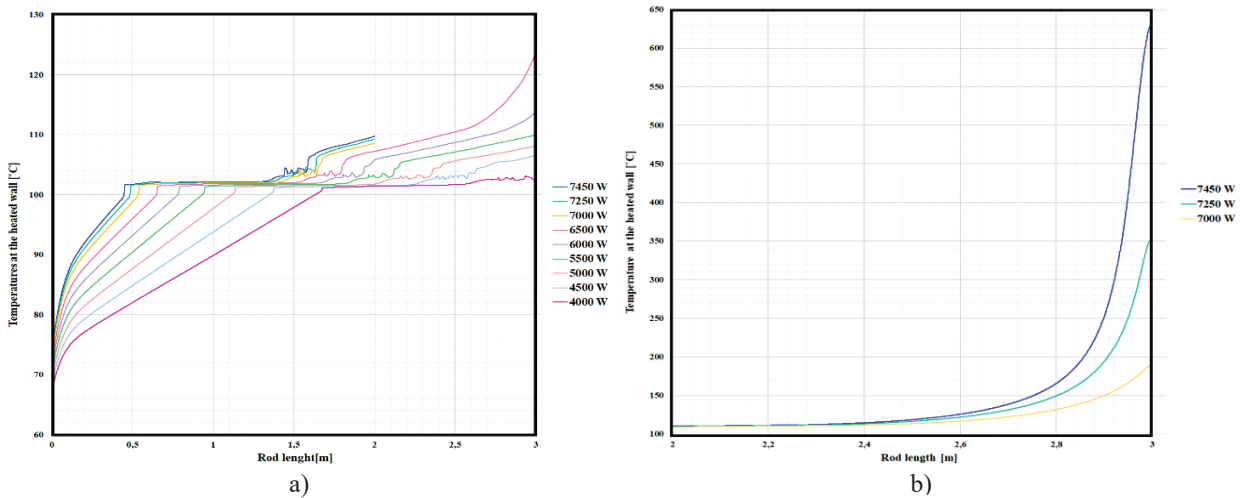 Temperatures at the heated wall [°C]
130
120
110
100
90
80
70
60
0
0,5
1
1,5
2
2,5
3
Rod lenght[m]
7450 W
7250 W
7000 W
6500 W
6000 W
5500 W
5000 W
4500 W
4000 W
a)
Temperature at the heated wall [°C]
650
600
550
500
450
400
350
300
250
200
150
100
2
2,2
2,4
2,6
2,8
3
Rod length [m]
7450 W
7250 W
7000 W
b)